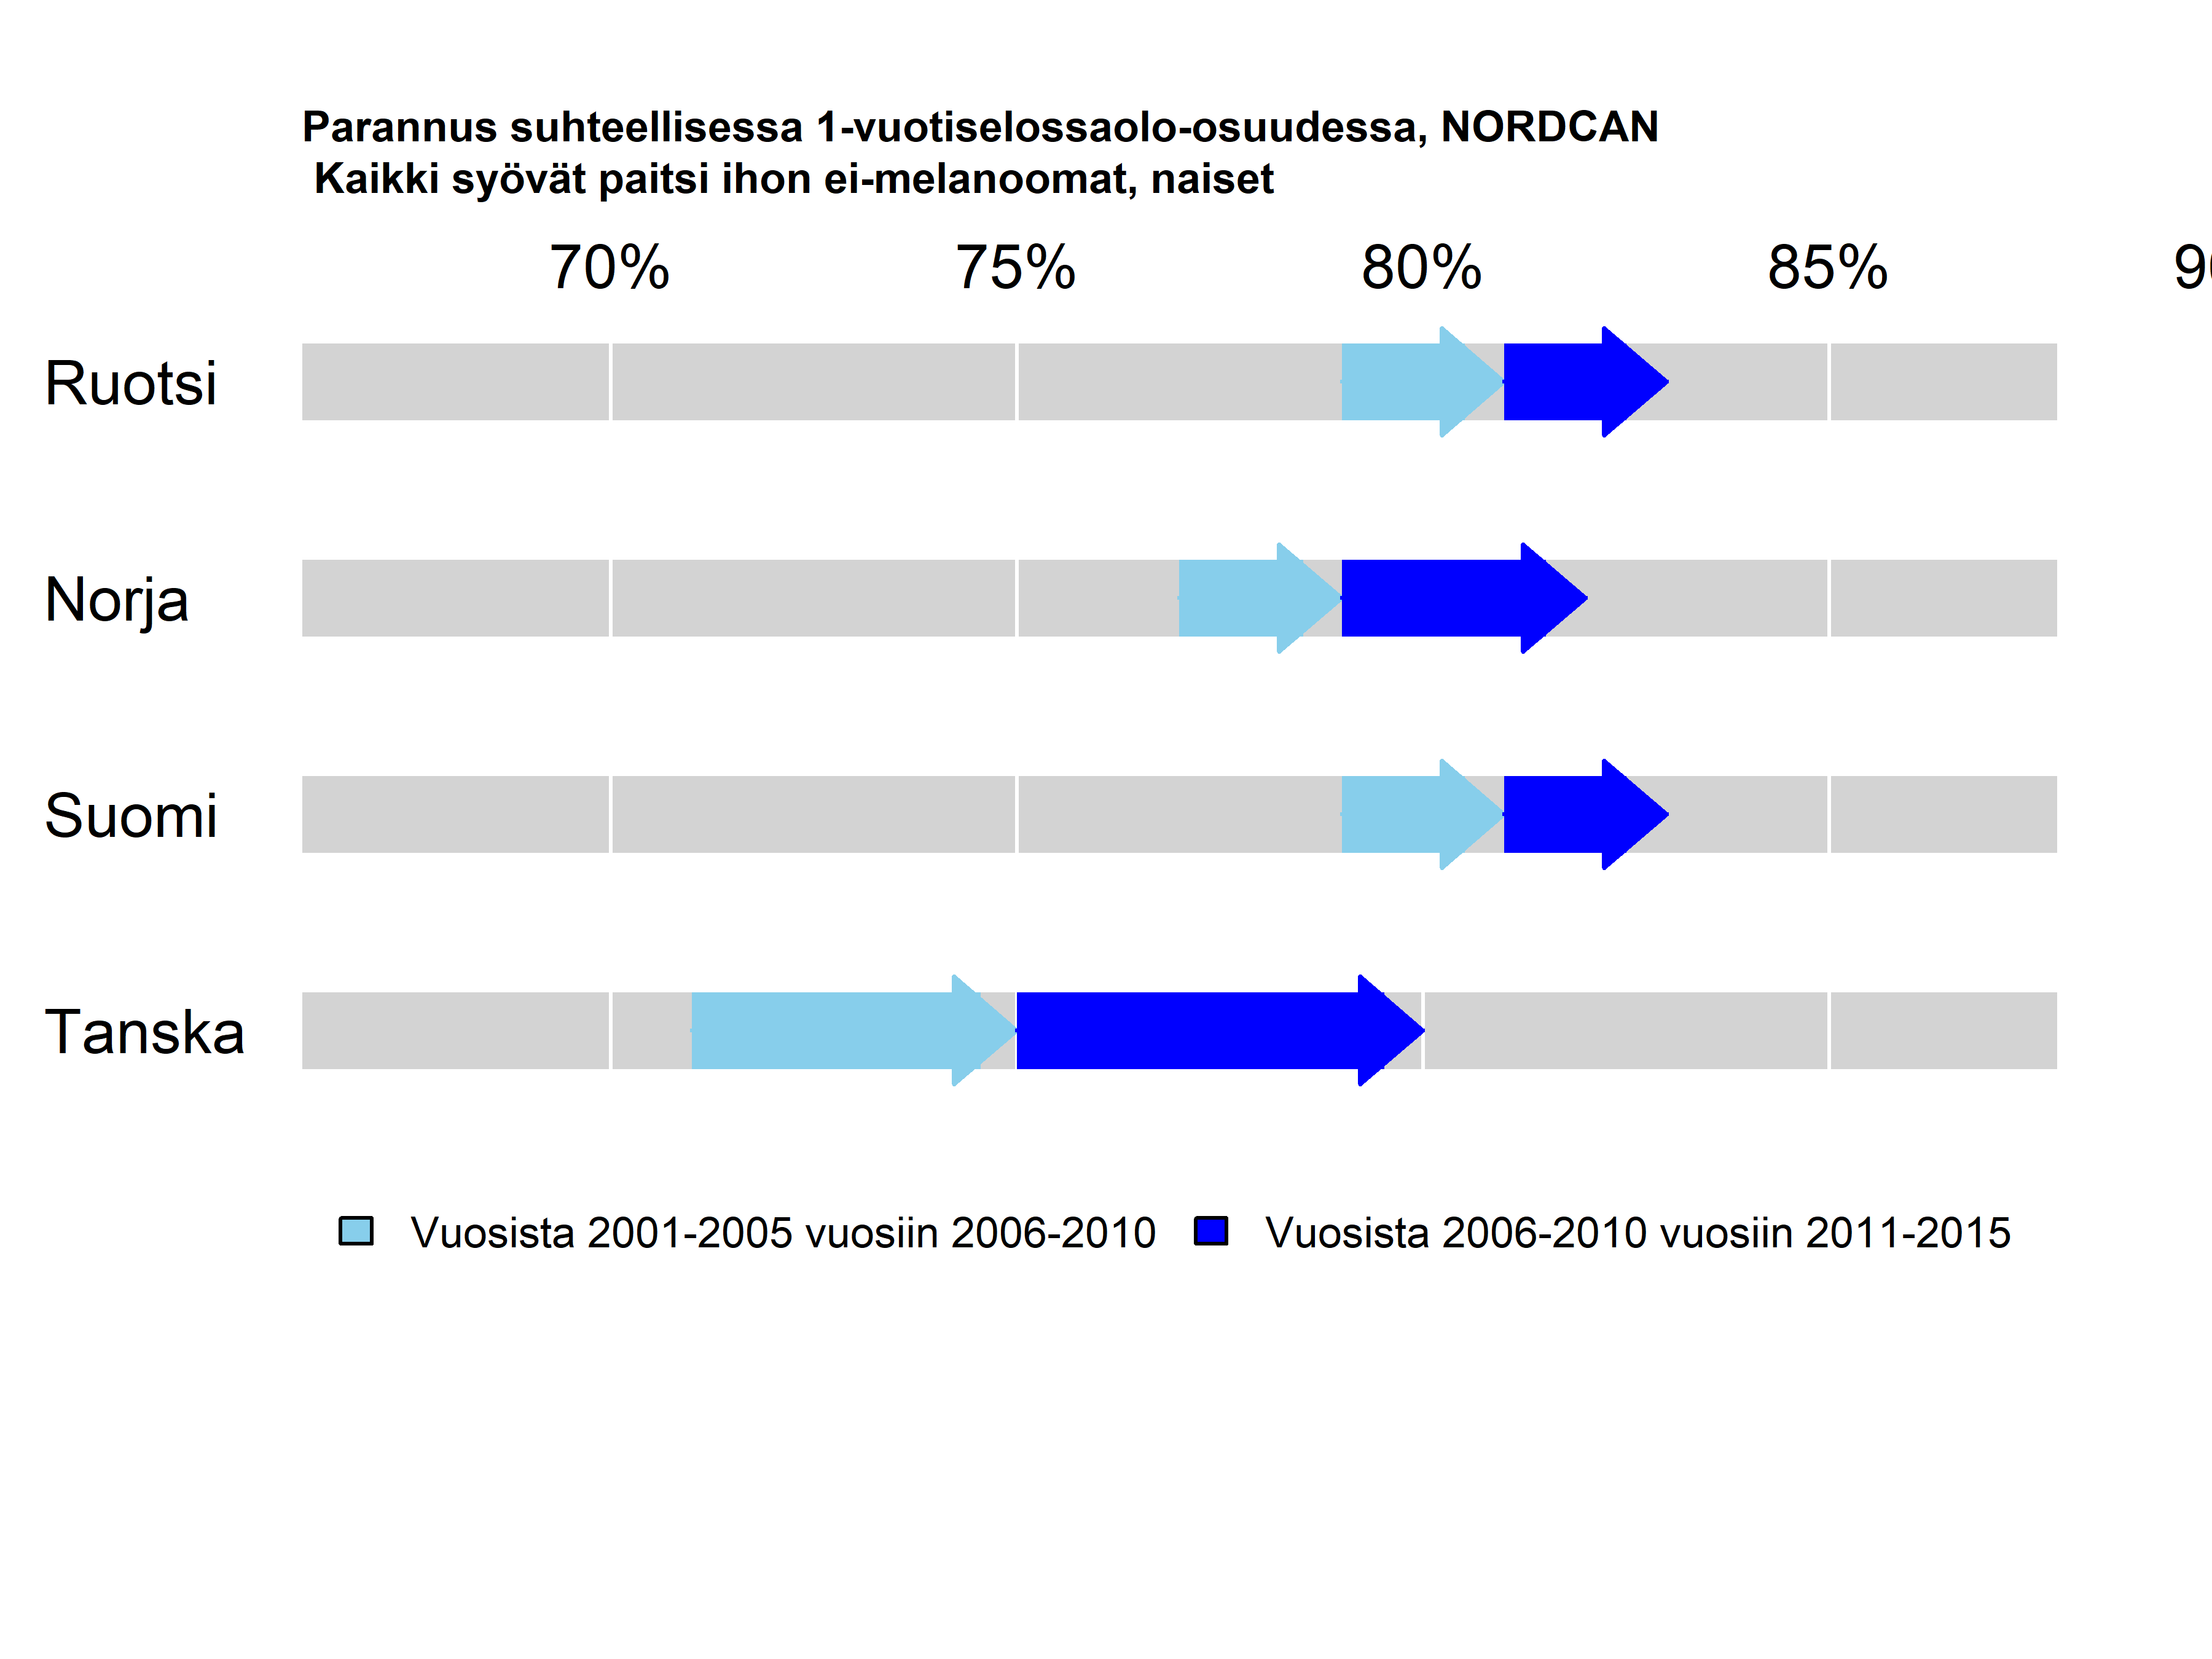 Parannus suhteellisessa 1-vuotiselossaolo-osuudessa, NORDCAN
Kaikki syövät paitsi ihon ei-melanoomat, naiset
70% 75% 80% 85%
Ruotsi
Norja
Suomi
Tanska
Vuosista 2001-2005 vuosiin 2006-2010 Vuosista 2006-2010 vuosiin 2011-2015